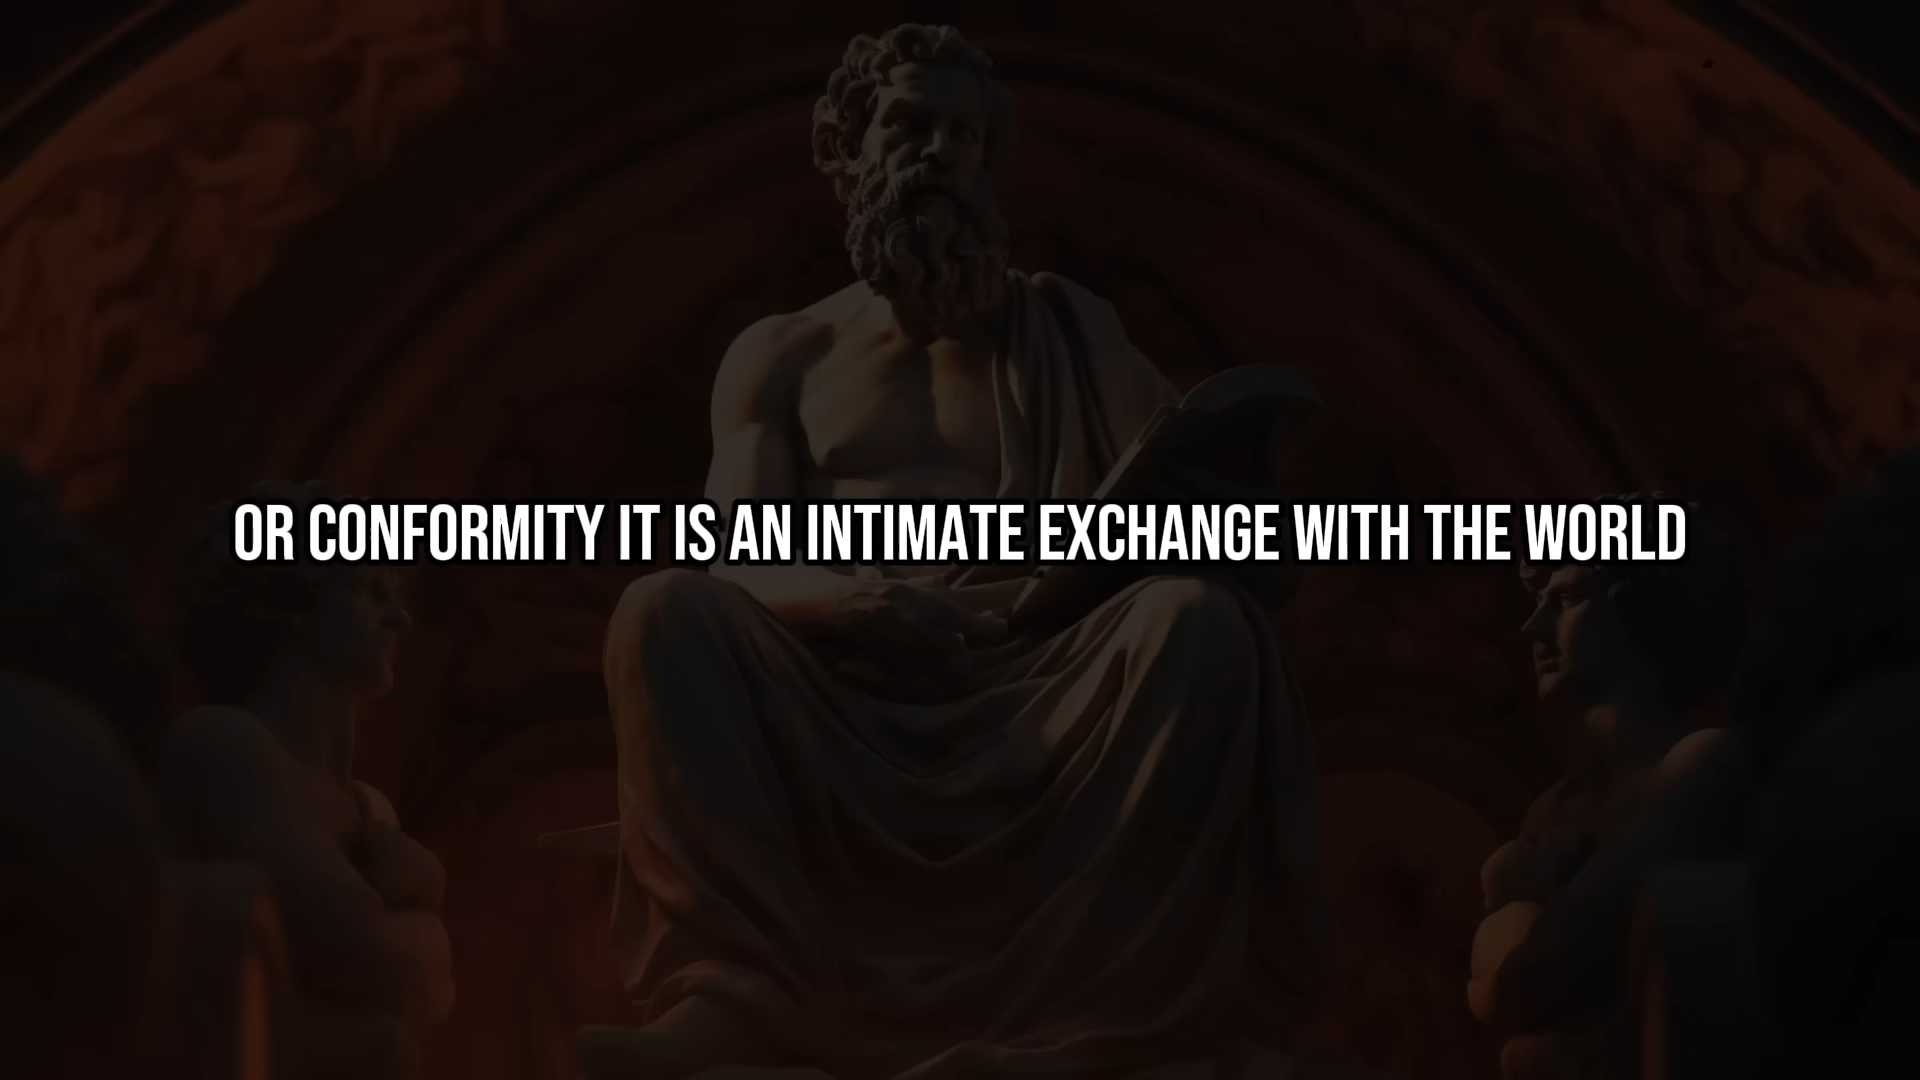 OR CONFORMITY IT IS AN INTIMATE EXCHANGE WITH THE WORLD